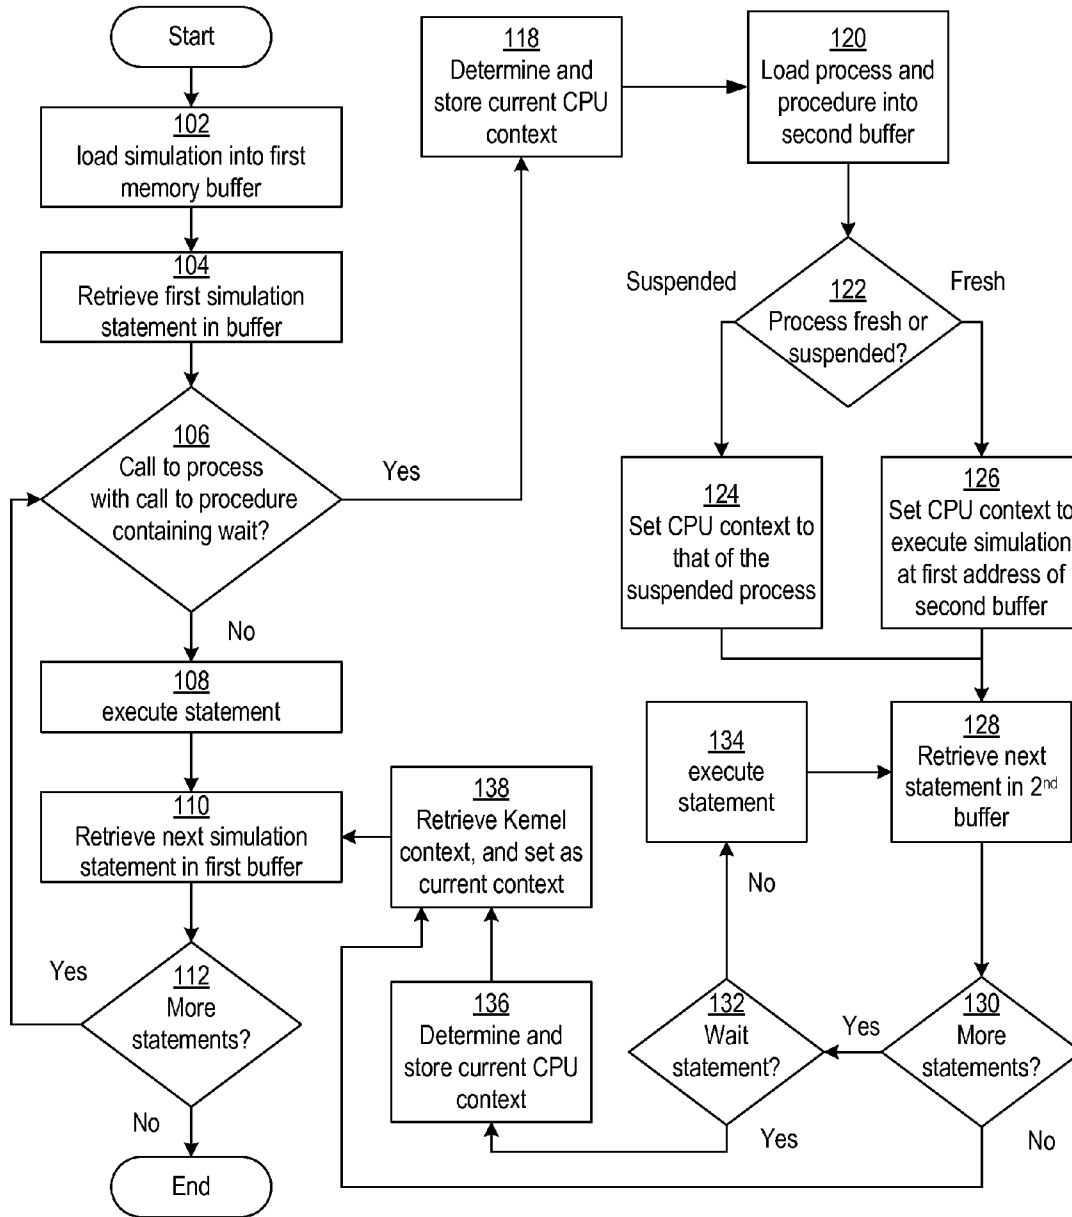 Start
102
load simulation into first
memory buffer
104
Retrieve first simulation
statement in buffer
106
Call to process
with call to procedure
containing wait?
Yes
No
108
execute statement
110
Retrieve next simulation
statement in first buffer
112
More
statements?
Yes
No
End
118
Determine and
store current CPU
context
120
Load process and
procedure into
second buffer
122
Process fresh or
suspended?
Suspended
Fresh
124
Set CPU context to
that of the
suspended process
126
Set CPU context to
execute simulation
at first address of
second buffer
128
Retrieve next
statement in 2nd
buffer
130
More
statements?
Yes
No
132
Wait
statement?
No
Yes
134
execute
statement
136
Determine and
store current CPU
context
138
Retrieve Kernel
context, and set as
current context